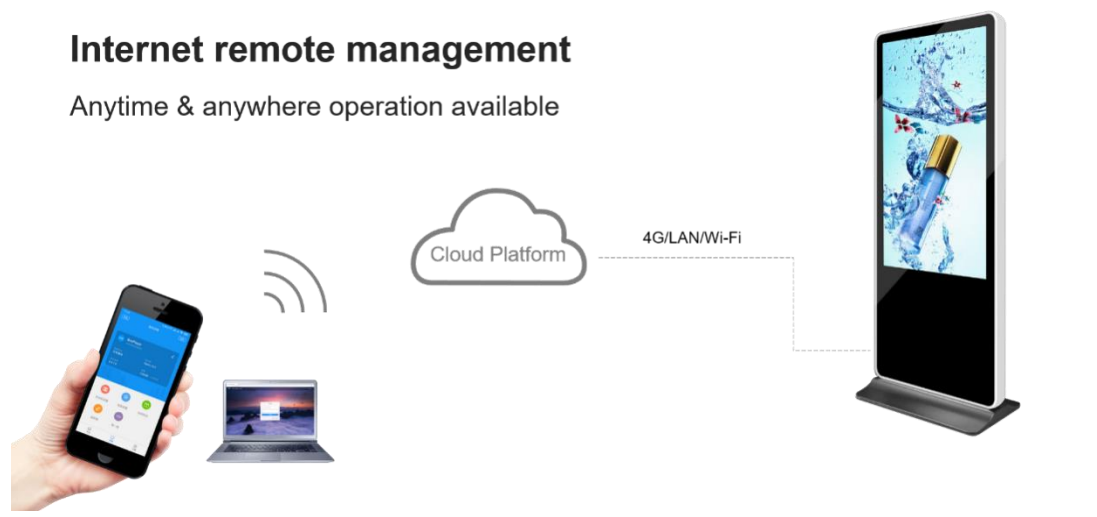 Internet remote management
Anytime & anywhere operation available
Cloud Platform
4G/LAN/Wi-Fi